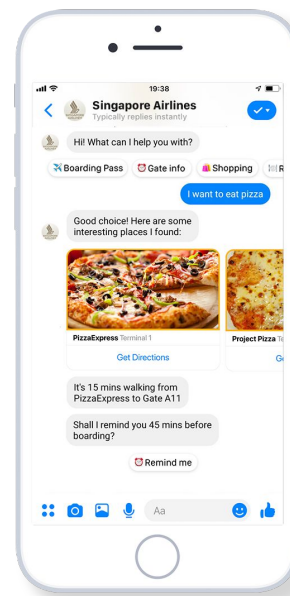 19:38
Singapore Airlines
Typically replies instantly
Hi! What can I help you with?
✈️Boarding Pass ⏰Gate info 🛍️Shopping 🍽️R
I want to eat pizza
Good choice! Here are some
interesting places I found:
PizzaExpress Terminal 1
Project Pizza Te
Get Directions
Ge
It's 15 mins walking from
PizzaExpress to Gate A11
Shall I remind you 45 mins before
boarding?
⏰Remind me
Aa